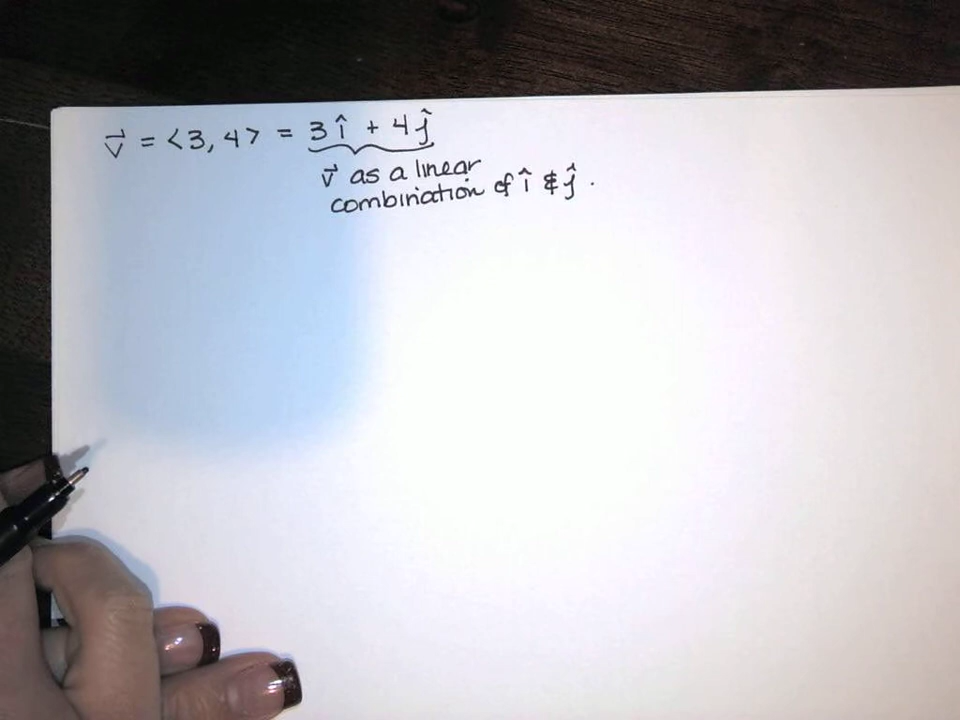 v⃗ = <3, 4> = 3î + 4ĵ
v⃗ as a linear
combination of î & ĵ.